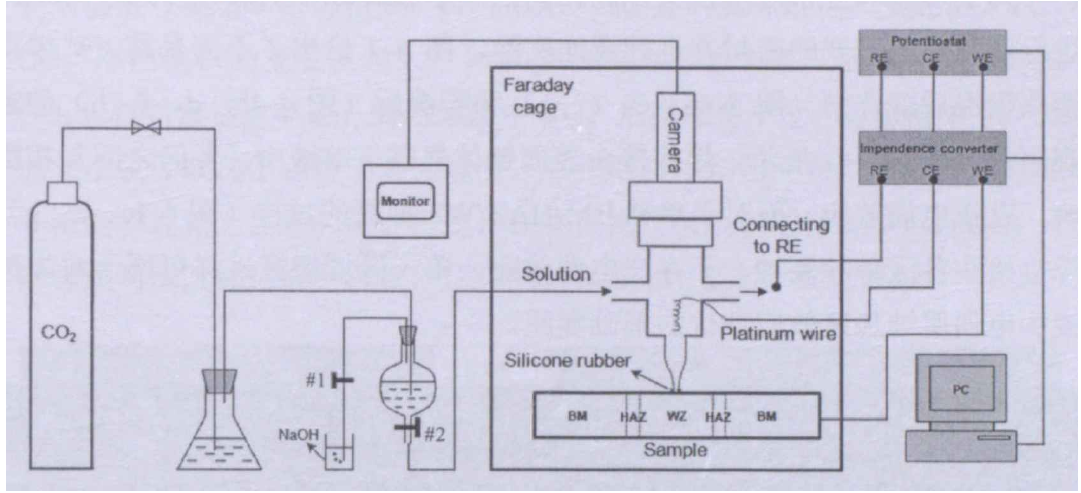 Potentiostat
RE CE WE
Faraday
cage
Camera
Impendence converter
RE CE WE
Monitor
Connecting
to RE
Solution
CO2
Platinum wire
Silicone rubber
#1
PC
BM HAZ WZ HAZ BM
#2
NaOH
Sample